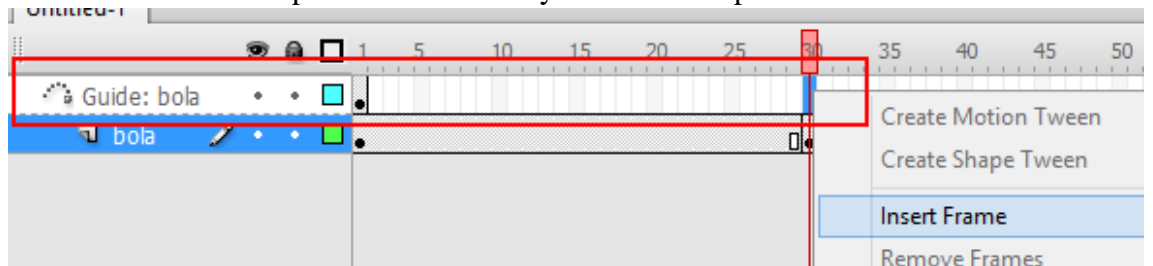 Untitled-1
1 5 10 15 20 25 30 35 40 45 50
Guide: bola
bola
Create Motion Tween
Create Shape Tween
Insert Frame
Remove Frames